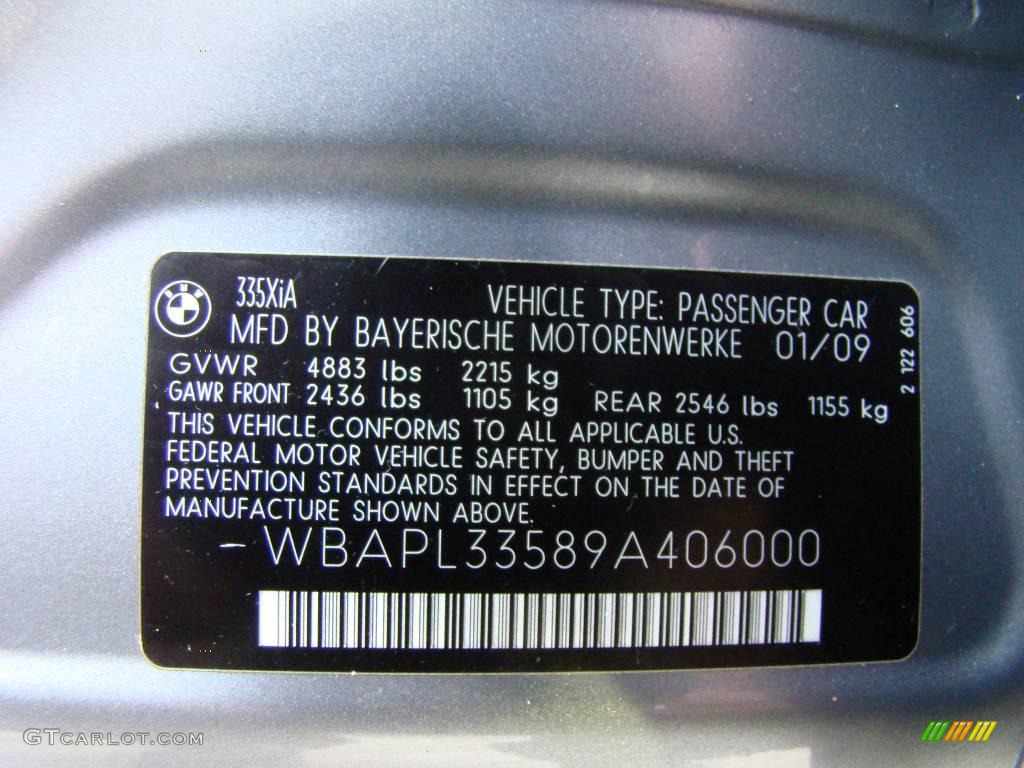 BMW
335XiA
VEHICLE TYPE: PASSENGER CAR
MFD BY BAYERISCHE MOTORENWERKE 01/09
GVWR 4883 lbs 2215 kg
GAWR FRONT 2436 lbs 1105 kg REAR 2546 lbs 1155 kg
THIS VEHICLE CONFORMS TO ALL APPLICABLE U.S.
FEDERAL MOTOR VEHICLE SAFETY, BUMPER AND THEFT
PREVENTION STANDARDS IN EFFECT ON THE DATE OF
MANUFACTURE SHOWN ABOVE.
-WBAPL33589A406000
2 122 606
GTCARLOT.COM